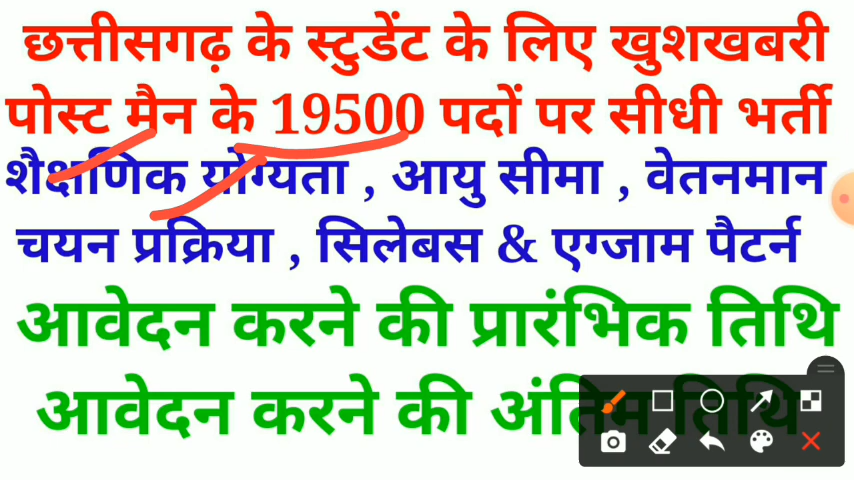 छत्तीसगढ़ के स्टुडेंट के लिए खुशखबरी
पोस्ट मैन के 19500 पदों पर सीधी भर्ती
शैक्षणिक योग्यता , आयु सीमा , वेतनमान
चयन प्रक्रिया , सिलेबस & एग्जाम पैटर्न
आवेदन करने की प्रारंभिक तिथि
आवेदन करने की अंतिम तिथि